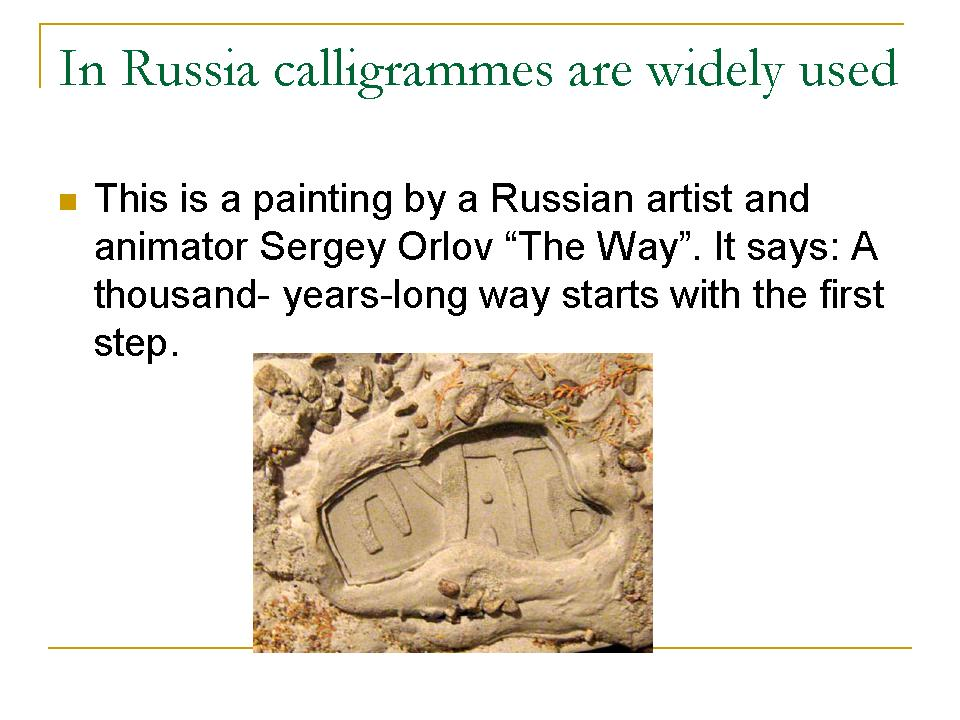 In Russia calligrammes are widely used
This is a painting by a Russian artist and
animator Sergey Orlov “The Way”. It says: A
thousand- years-long way starts with the first
step.
ПУТЬ